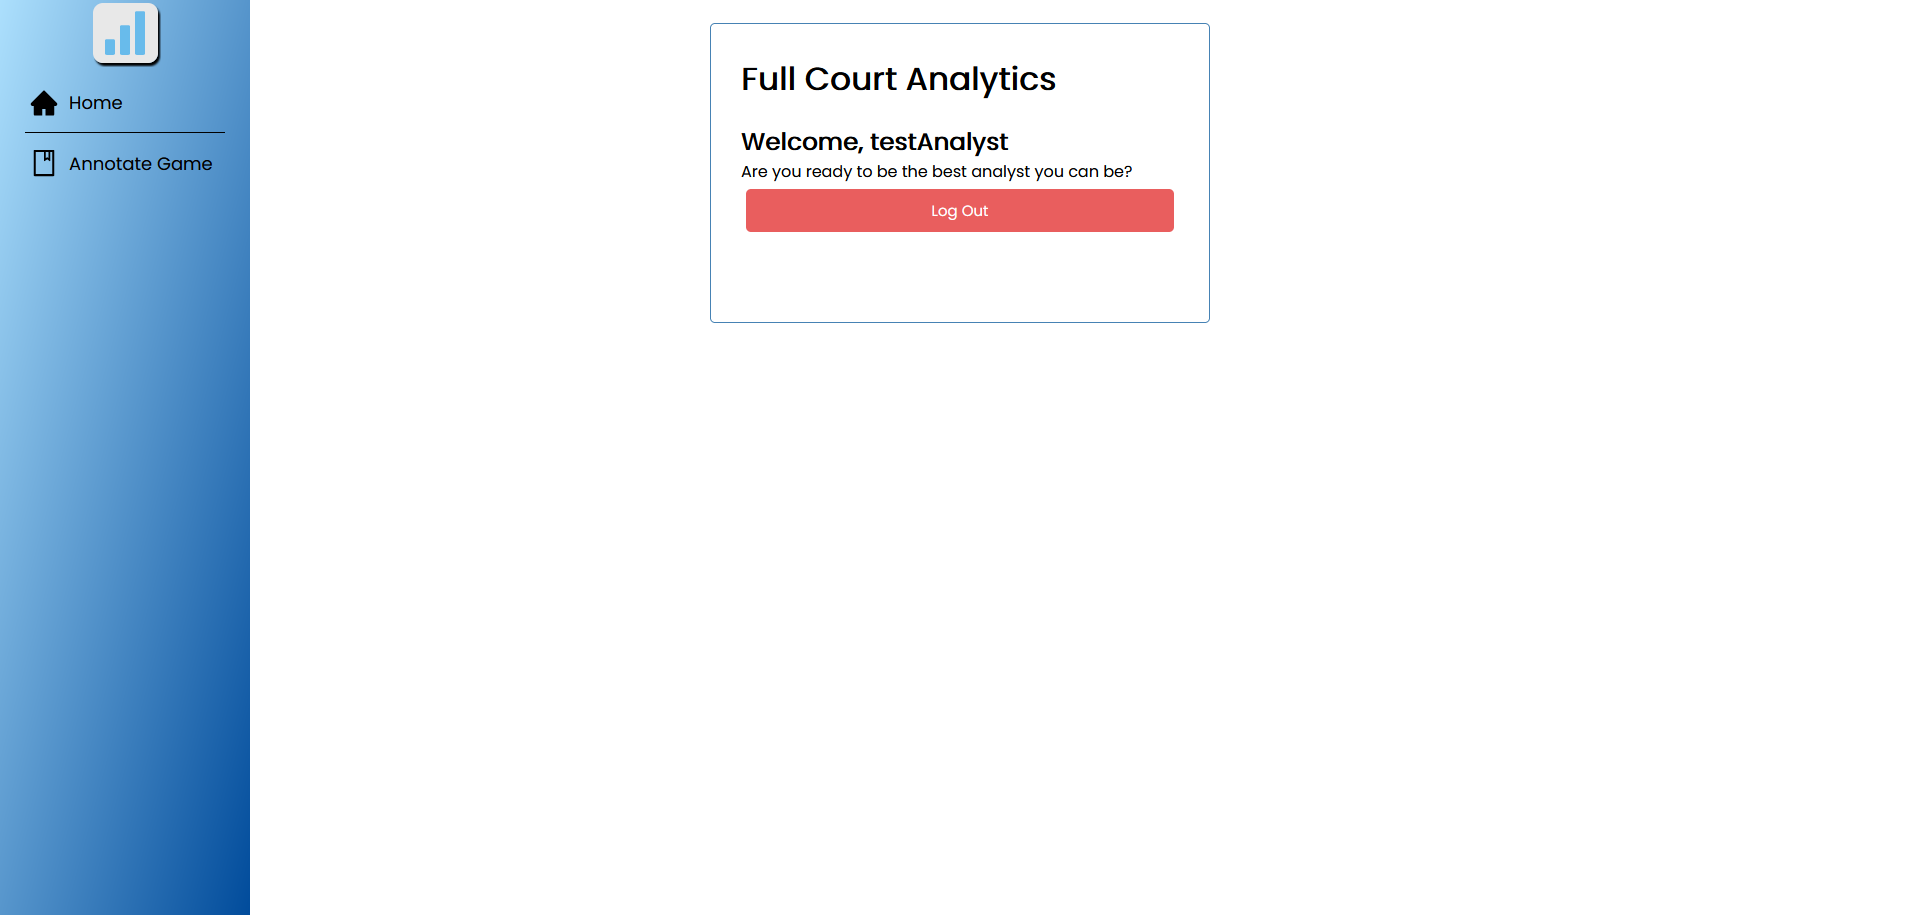 Home
Annotate Game
Full Court Analytics
Welcome, testAnalyst
Are you ready to be the best analyst you can be?
Log Out